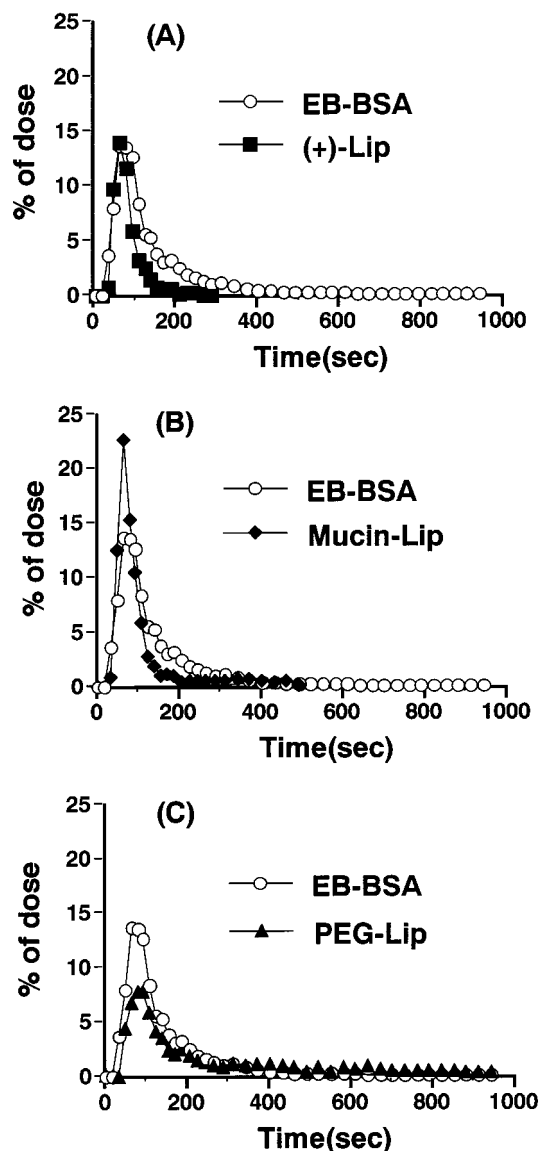 (A)
% of dose
25
20
15
10
5
0
EB-BSA
(+)-Lip
0 200 400 600 800 1000
Time(sec)
(B)
% of dose
25
20
15
10
5
0
EB-BSA
Mucin-Lip
0 200 400 600 800 1000
Time(sec)
(C)
% of dose
25
20
15
10
5
0
EB-BSA
PEG-Lip
0 200 400 600 800 1000
Time(sec)